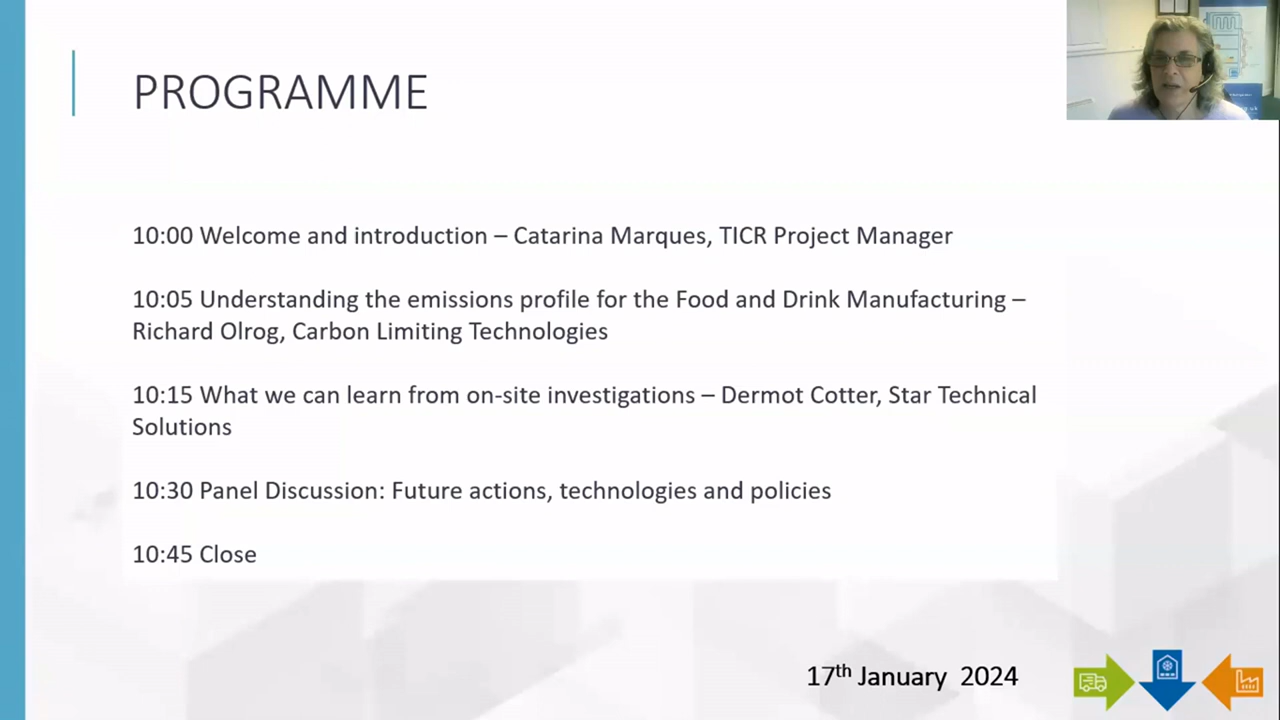 PROGRAMME
10:00 Welcome and introduction – Catarina Marques, TICR Project Manager
10:05 Understanding the emissions profile for the Food and Drink Manufacturing –
Richard Olrog, Carbon Limiting Technologies
10:15 What we can learn from on-site investigations – Dermot Cotter, Star Technical
Solutions
10:30 Panel Discussion: Future actions, technologies and policies
10:45 Close
17th January 2024